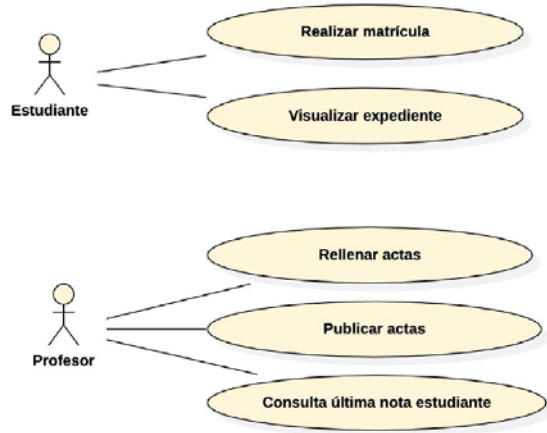 Realizar matrícula
Estudiante
Visualizar expediente
Rellenar actas
Publicar actas
Profesor
Consulta última nota estudiante